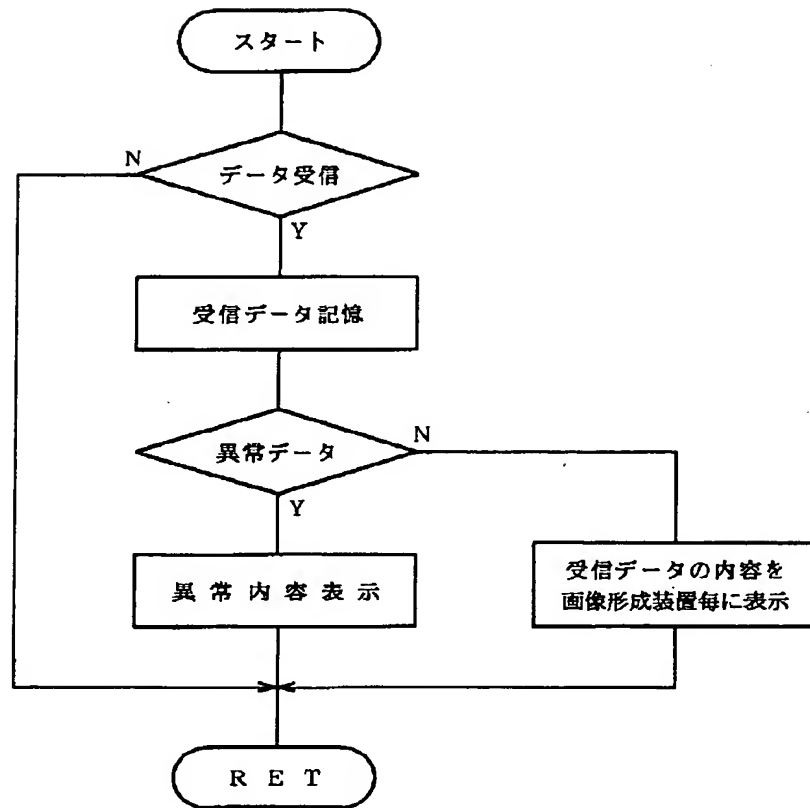 スタート
N
データ受信
Y
受信データ記憶
異常データ
N
Y
異常内容表示
受信データの内容を
画像形成装置毎に表示
RET